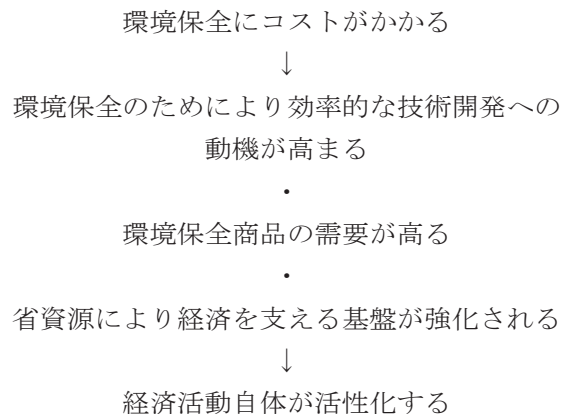 環境保全にコストがかかる
↓
環境保全のためにより効率的な技術開発への
動機が高まる
・
環境保全商品の需要が高る
・
省資源により経済を支える基盤が強化される
↓
経済活動自体が活性化する